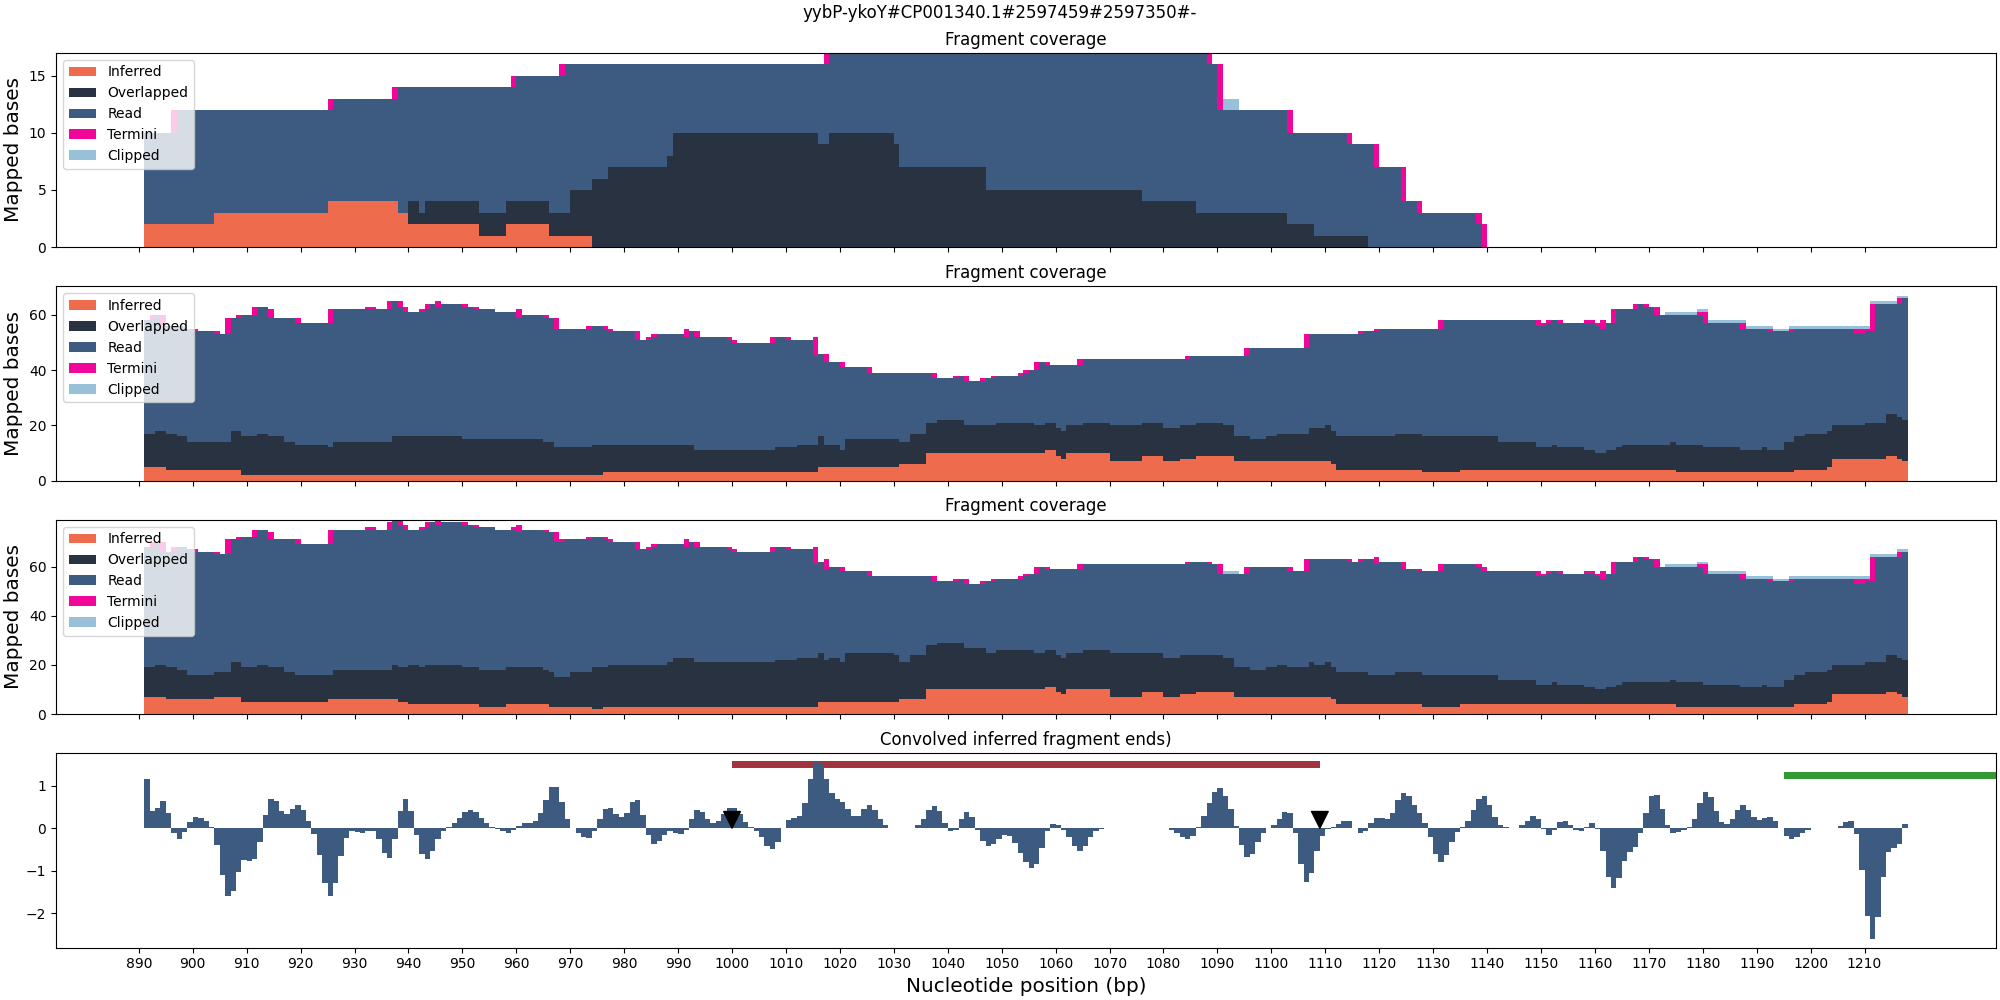 yybP-ykoY#CP001340.1#2597459#2597350#-
Fragment coverage
Mapped bases
15
10
5
0
Inferred
Overlapped
Read
Termini
Clipped
Fragment coverage
Mapped bases
60
40
20
0
Inferred
Overlapped
Read
Termini
Clipped
Fragment coverage
Mapped bases
60
40
20
0
Inferred
Overlapped
Read
Termini
Clipped
Convolved inferred fragment ends)
1
0
−1
−2
890 900 910 920 930 940 950 960 970 980 990 1000 1010 1020 1030 1040 1050 1060 1070 1080 1090 1100 1110 1120 1130 1140 1150 1160 1170 1180 1190 1200 1210
Nucleotide position (bp)